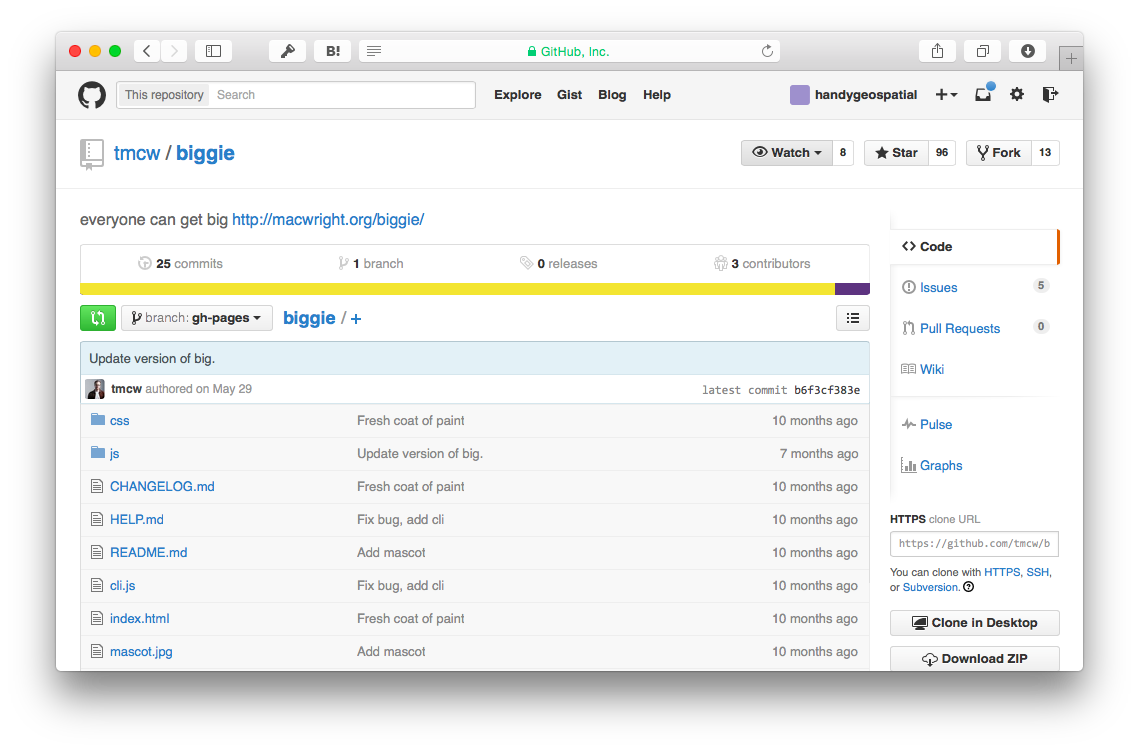 B! GitHub, Inc.
This repository Search Explore Gist Blog Help handygeospatial
tmcw / biggie Watch 8 Star 96 Fork 13
everyone can get big http://macwright.org/biggie/
25 commits 1 branch 0 releases 3 contributors
branch: gh-pages biggie / +
Update version of big.
tmcw authored on May 29 latest commit b6f3cf383e
css Fresh coat of paint 10 months ago
js Update version of big. 7 months ago
CHANGELOG.md Fresh coat of paint 10 months ago
HELP.md Fix bug, add cli 10 months ago
README.md Add mascot 10 months ago
cli.js Fix bug, add cli 10 months ago
index.html Fresh coat of paint 10 months ago
mascot.jpg Add mascot 10 months ago
Code
Issues 5
Pull Requests 0
Wiki
Pulse
Graphs
HTTPS clone URL
https://github.com/tmcw/b
You can clone with HTTPS, SSH,
or Subversion.
Clone in Desktop
Download ZIP